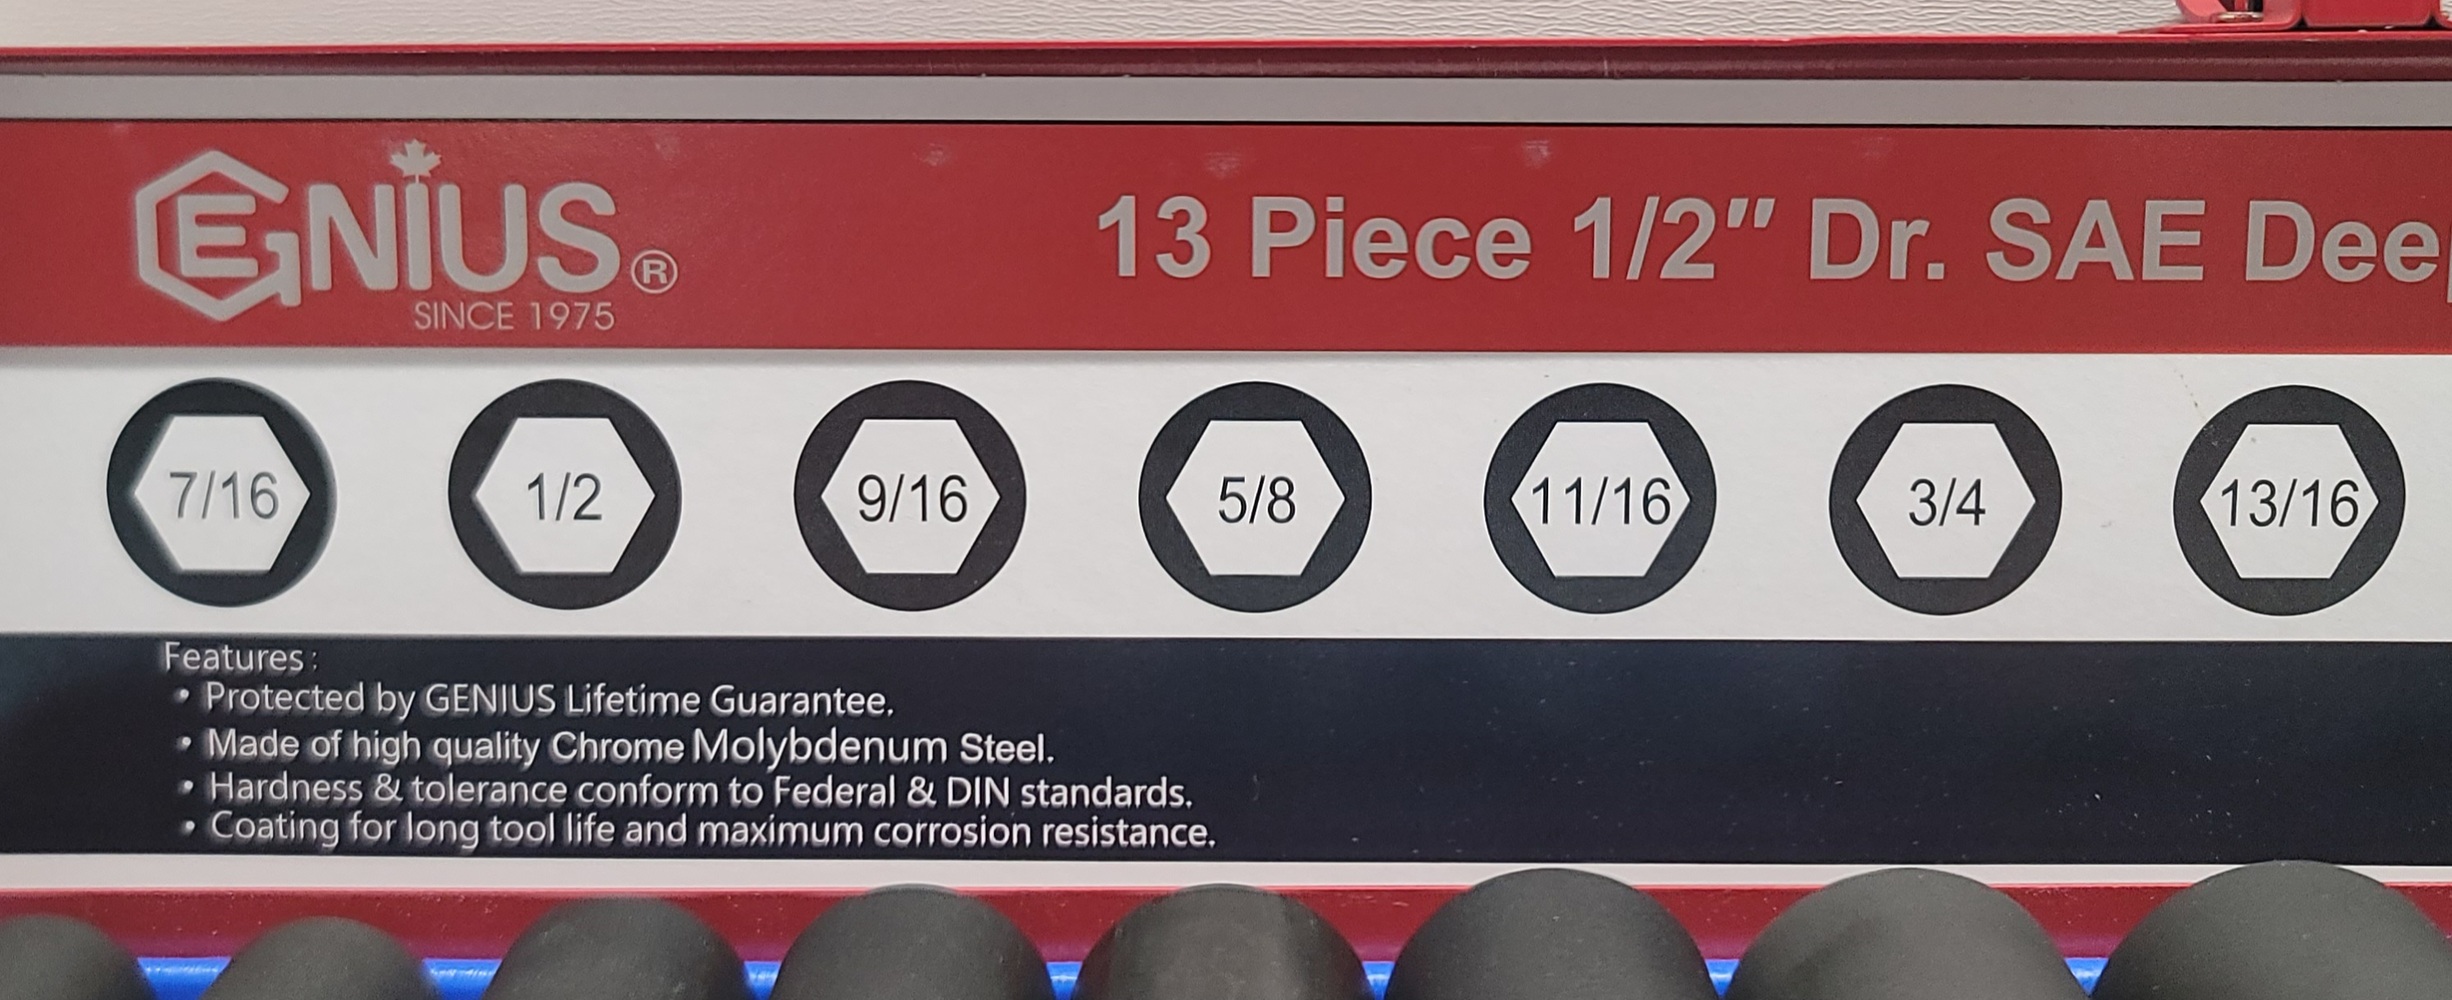 GENIUS®
SINCE 1975
13 Piece 1/2" Dr. SAE Deep
7/16 1/2 9/16 5/8 11/16 3/4 13/16
Features :
• Protected by GENIUS Lifetime Guarantee.
• Made of high quality Chrome Molybdenum Steel.
• Hardness & tolerance conform to Federal & DIN standards.
• Coating for long tool life and maximum corrosion resistance.